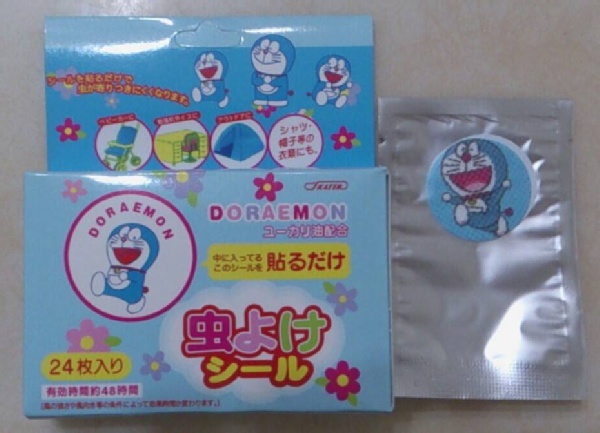 シールを貼るだけで
虫が寄りつきにくくなります。
ベビーカーに
アウトドアに
シャツ・
帽子等の
衣類にも。
SKATER
DORAEMON
DORAEMON
ユーカリ油配合
中に入ってる
このシールを
貼るだけ
虫よけ
シール
24枚入り
有効時間約48時間